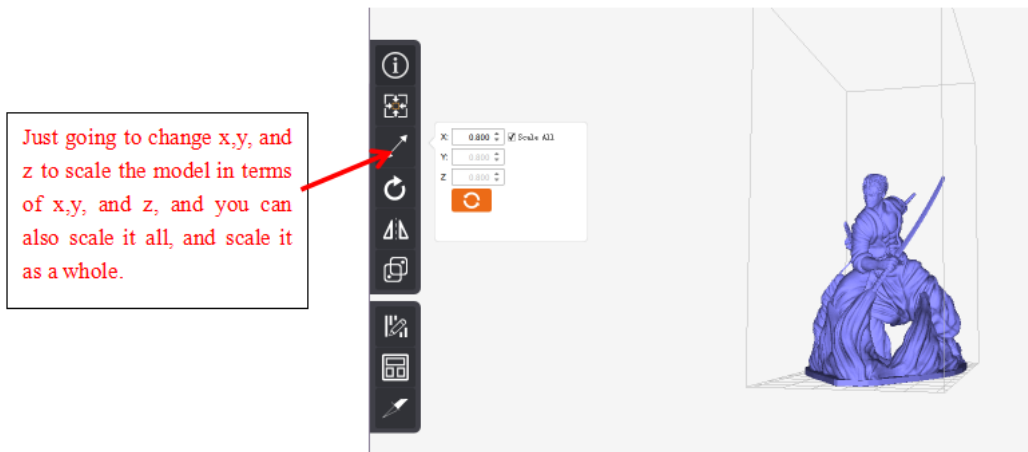 Just going to change x,y, and
z to scale the model in terms
of x,y, and z, and you can
also scale it all, and scale it
as a whole.
X: 0.800 Scale All
Y: 0.800
Z 0.800